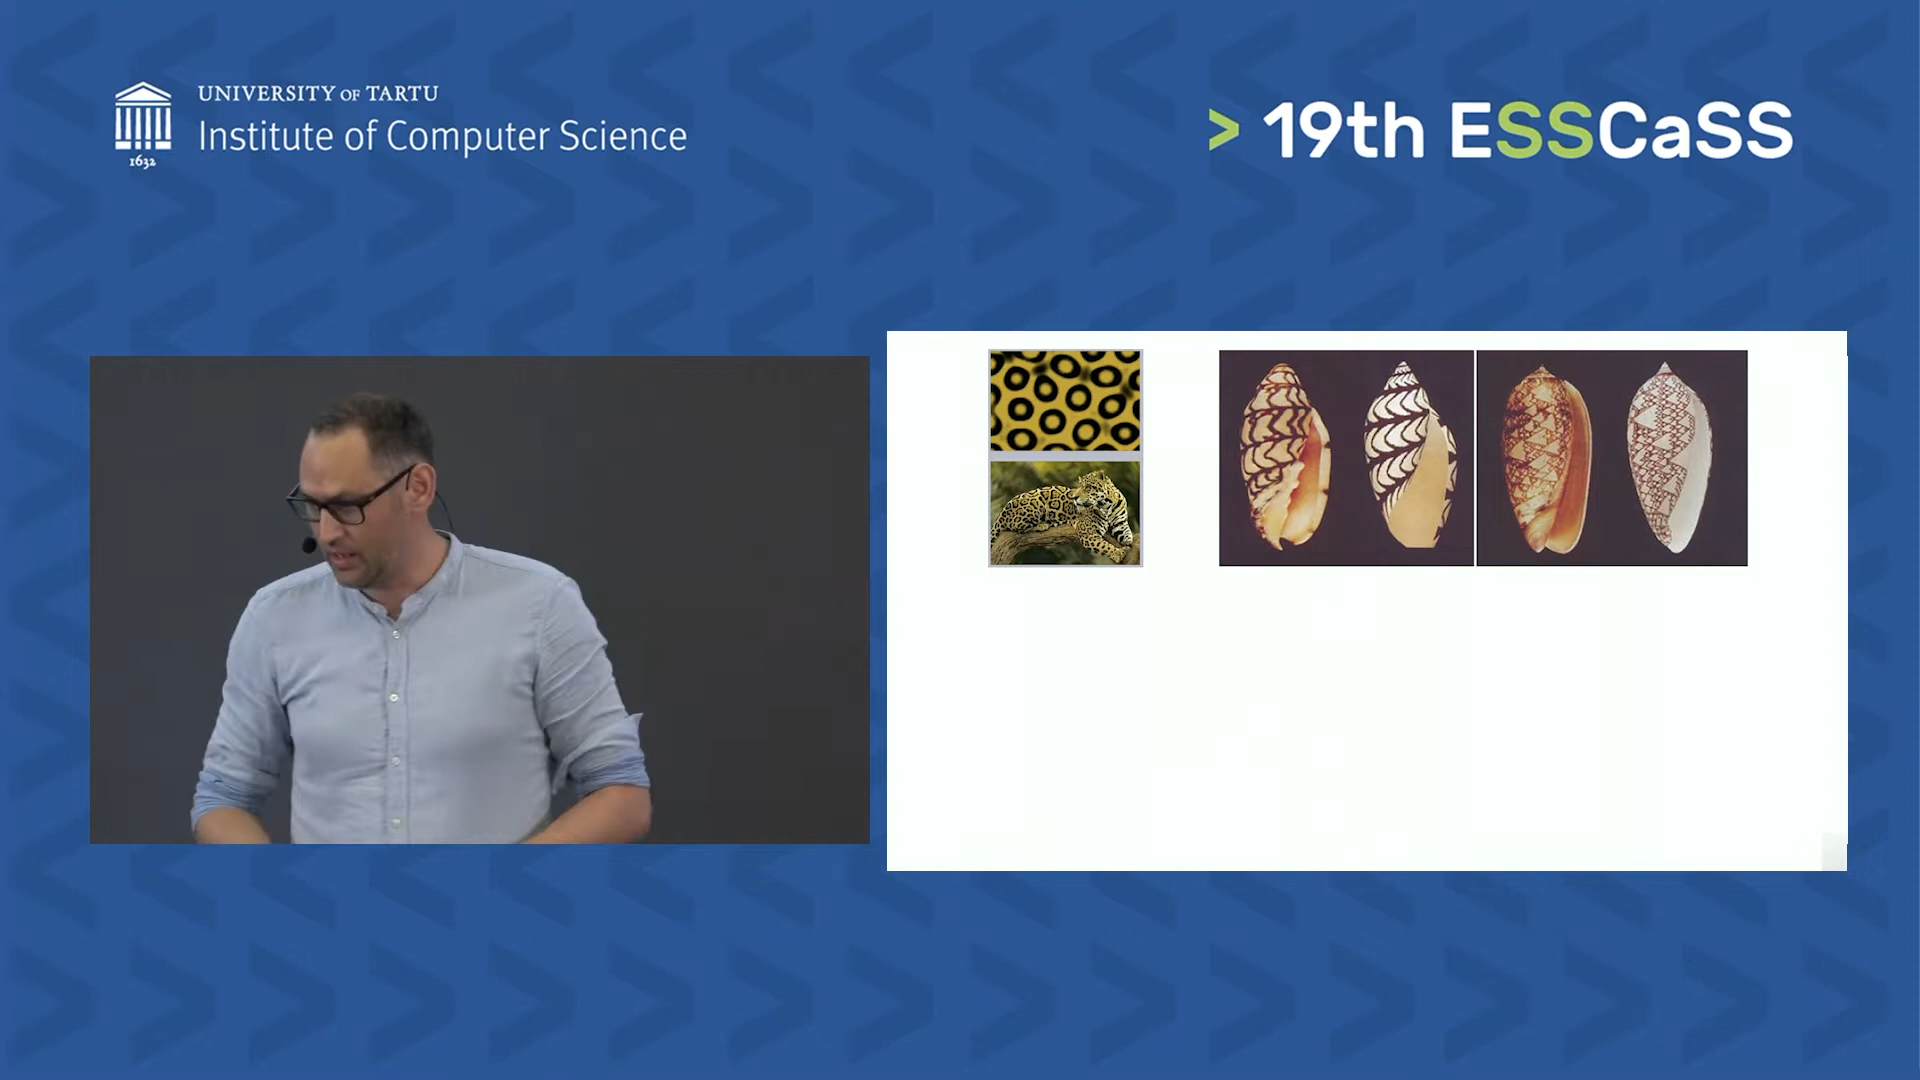 UNIVERSITY OF TARTU
Institute of Computer Science
1632
> 19th ESSCaSS